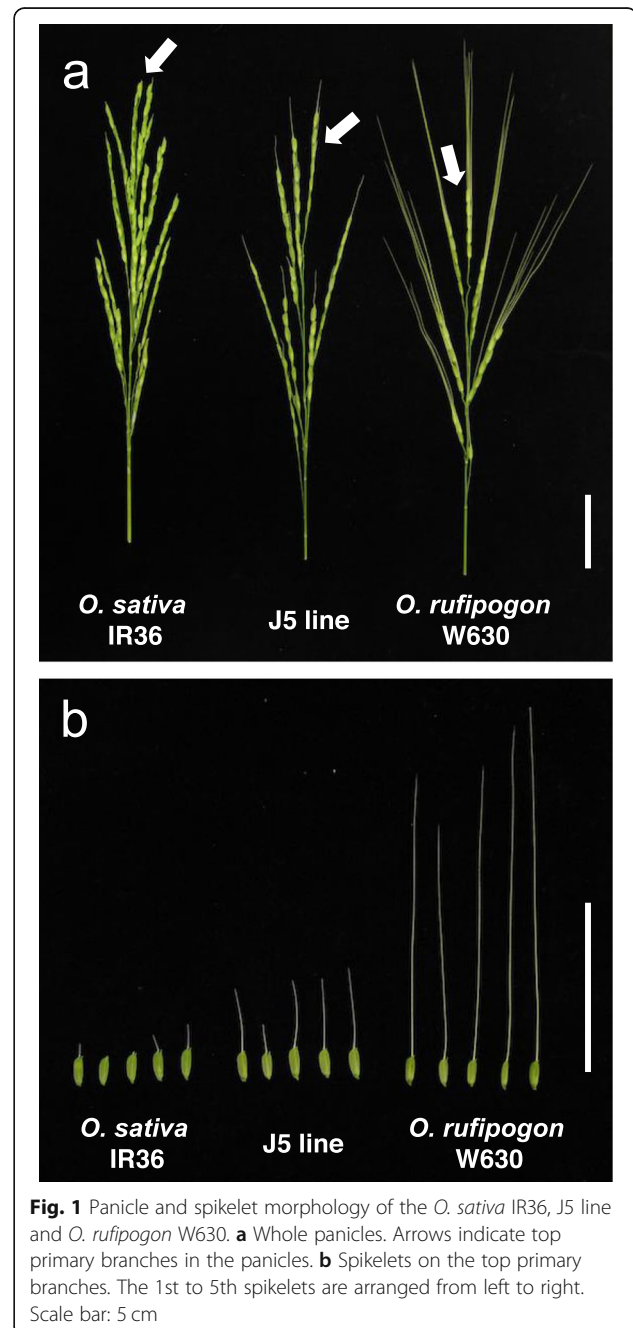 a
O. sativa
IR36
J5 line
O. rufipogon
W630
b
O. sativa
IR36
J5 line
O. rufipogon
W630
Fig. 1 Panicle and spikelet morphology of the O. sativa IR36, J5 line
and O. rufipogon W630. a Whole panicles. Arrows indicate top
primary branches in the panicles. b Spikelets on the top primary
branches. The 1st to 5th spikelets are arranged from left to right.
Scale bar: 5 cm